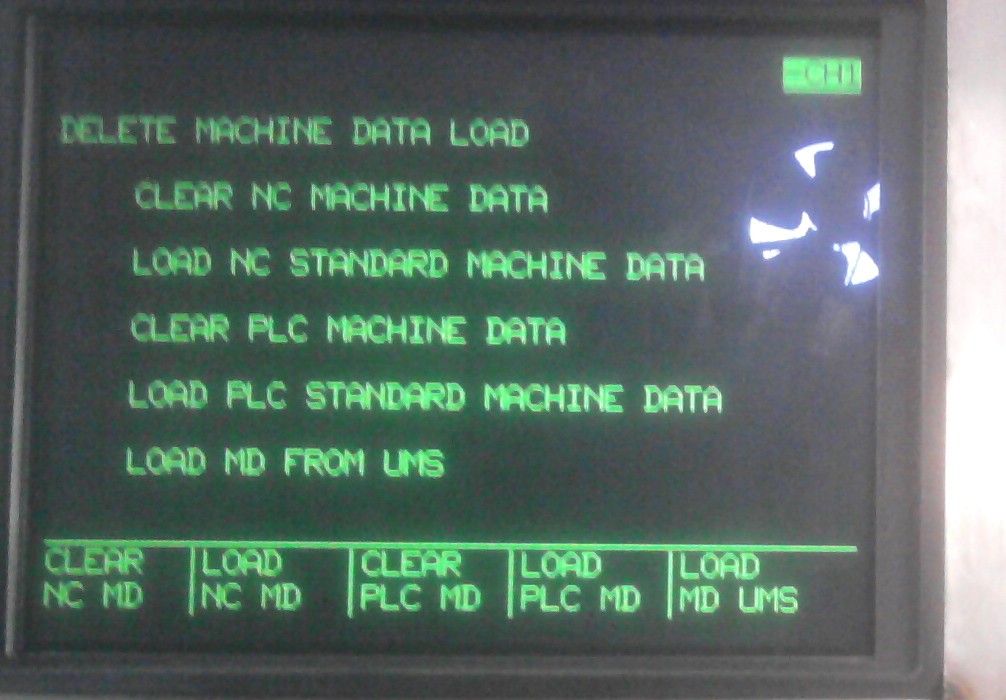 -CH1
DELETE MACHINE DATA LOAD
CLEAR NC MACHINE DATA
LOAD NC STANDARD MACHINE DATA
CLEAR PLC MACHINE DATA
LOAD PLC STANDARD MACHINE DATA
LOAD MD FROM UMS
CLEAR NC MD
LOAD NC MD
CLEAR PLC MD
LOAD PLC MD
LOAD MD UMS